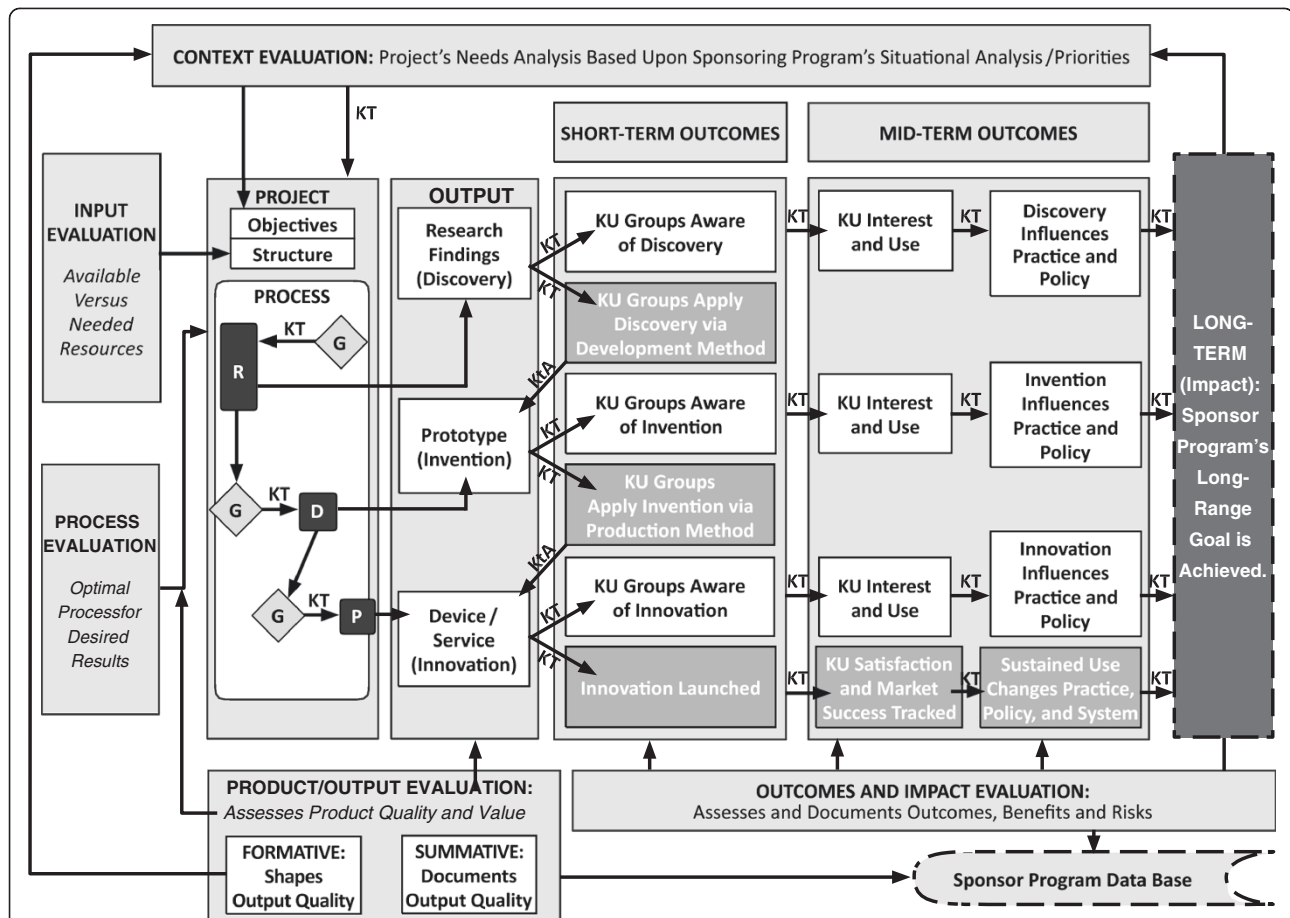 CONTEXT EVALUATION: Project's Needs Analysis Based Upon Sponsoring Program's Situational Analysis/Priorities
KT
SHORT-TERM OUTCOMES
MID-TERM OUTCOMES
INPUT
EVALUATION
Available
Versus
Needed
Resources
PROCESS
EVALUATION
Optimal
Processfor
Desired
Results
PROJECT
Objectives
Structure
PROCESS
KT
G
R
G
KT
D
G
KT
P
OUTPUT
Research
Findings
(Discovery)
KT
KT
Prototype
(Invention)
KtA
KT
KT
Device/
Service
(Innovation)
KtA
KT
KT
KU Groups Aware
of Discovery
KU Groups Apply
Discovery via
Development Method
KU Groups Aware
of Invention
KU Groups
Apply Invention via
Production Method
KU Groups Aware
of Innovation
Innovation Launched
KT
KU Interest
and Use
KT
Discovery
Influences
Practice and
Policy
KT
KT
KU Interest
and Use
KT
Invention
Influences
Practice and
Policy
KT
KT
KU Interest
and Use
KT
Innovation
Influences
Practice and
Policy
KT
KT
KU Satisfaction
and Market
Success Tracked
KT
Sustained Use
Changes Practice,
Policy, and System
KT
LONG-
TERM
(Impact):
Sponsor
Program's
Long-
Range
Goal is
Achieved.
PRODUCT/OUTPUT EVALUATION:
Assesses Product Quality and Value
FORMATIVE:
Shapes
Output Quality
SUMMATIVE:
Documents
Output Quality
OUTCOMES AND IMPACT EVALUATION:
Assesses and Documents Outcomes, Benefits and Risks
Sponsor Program Data Base